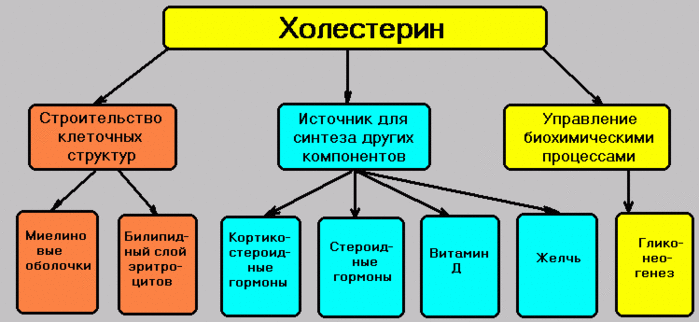 Холестерин
Строительство
клеточных
структур
Источник для
синтеза других
компонентов
Управление
биохимическими
процессами
Миелино
вые
оболочки
Билипид-
ный слой
эритро-
цитов
Кортико-
стероид-
ные
гормоны
Стероид-
ные
гормоны
Витамин
Д
Желчь
Глико-
нео-
генез